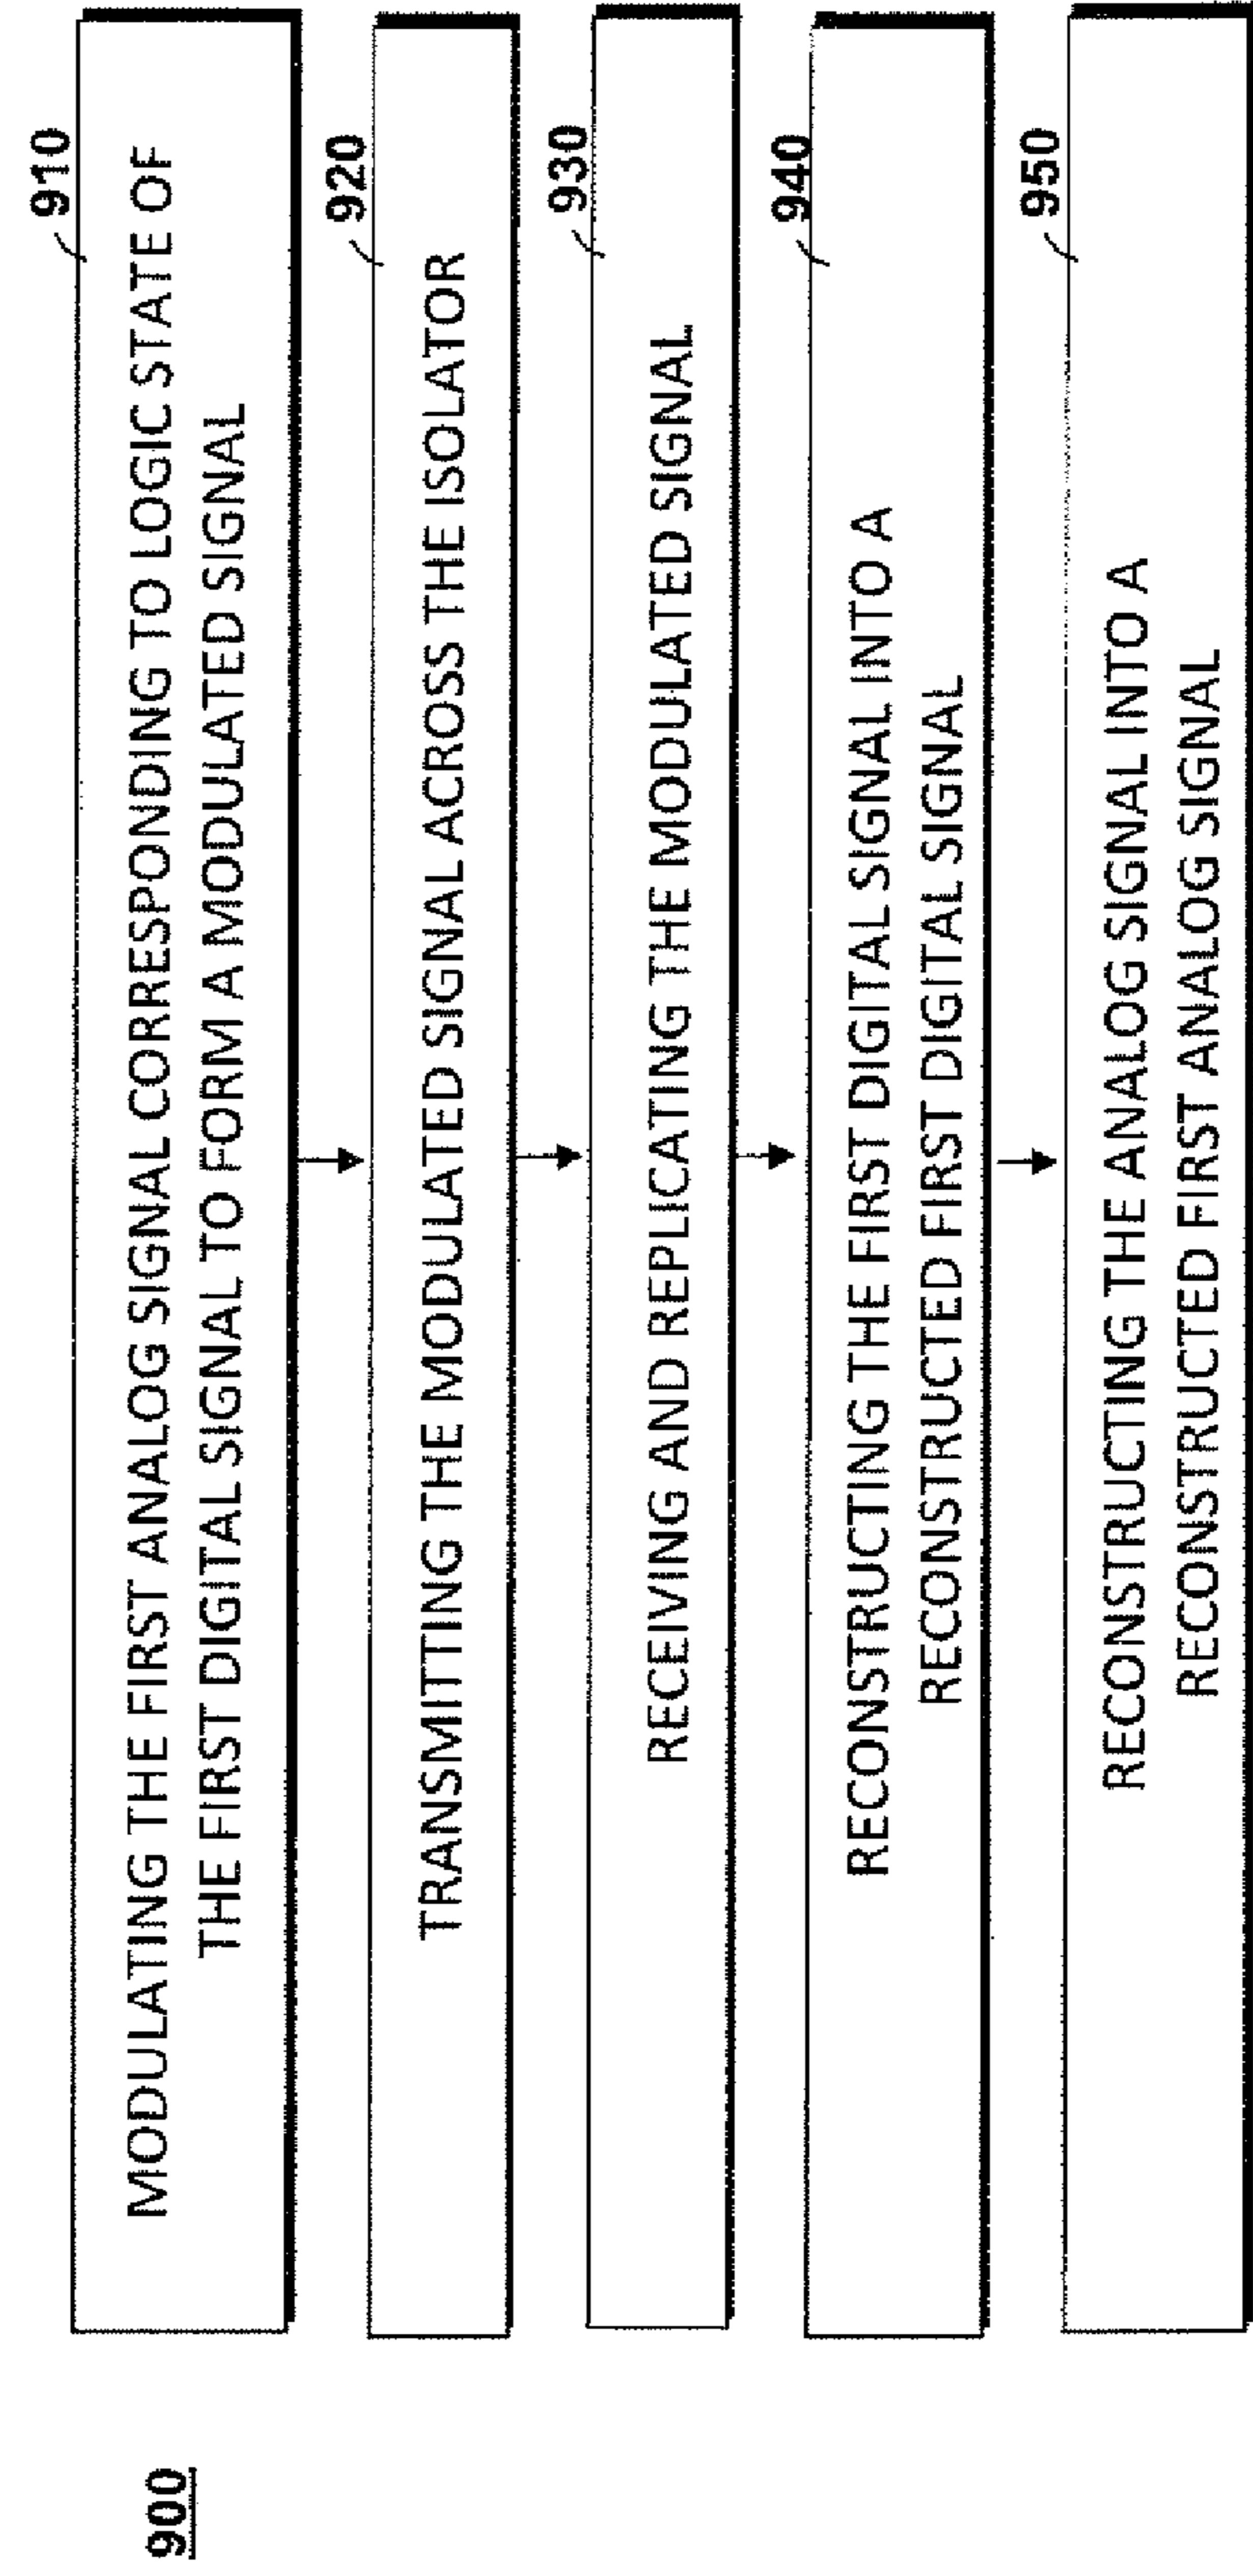 900
910
MODULATING THE FIRST ANALOG SIGNAL CORRESPONDING TO LOGIC STATE OF
THE FIRST DIGITAL SIGNAL TO FORM A MODULATED SIGNAL
920
TRANSMITTING THE MODULATED SIGNAL ACROSS THE ISOLATOR
930
RECEIVING AND REPLICATING THE MODULATED SIGNAL
940
RECONSTRUCTING THE FIRST DIGITAL SIGNAL INTO A
RECONSTRUCTED FIRST DIGITAL SIGNAL
950
RECONSTRUCTING THE ANALOG SIGNAL INTO A
RECONSTRUCTED FIRST ANALOG SIGNAL